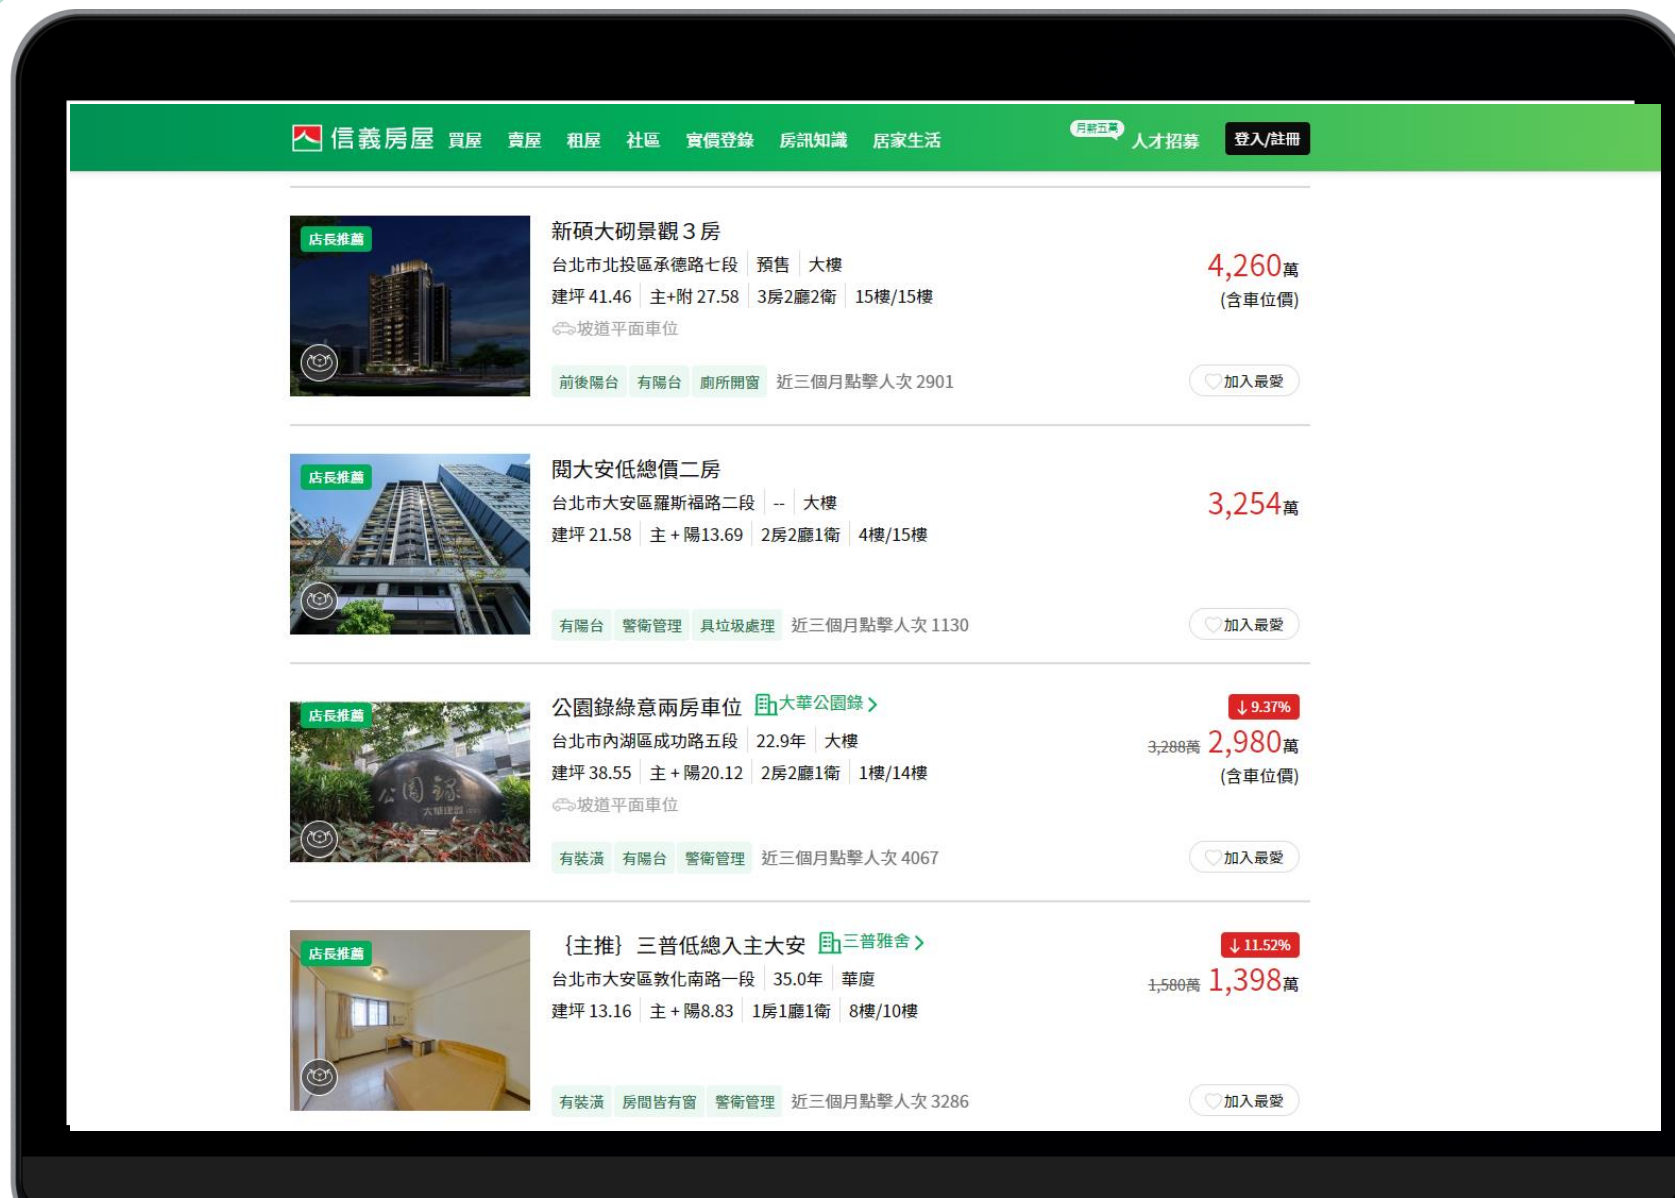 信義房屋 買屋 賣屋 租屋 社區 實價登錄 房訊知識 居家生活 月薪五萬 人才招募 登入/註冊
店長推薦
新碩大砌景觀３房
台北市北投區承德路七段 預售 大樓
建坪 41.46 主+附 27.58 3房2廳2衛 15樓/15樓
坡道平面車位
前後陽台 有陽台 廁所開窗 近三個月點擊人次 2901
4,260萬
(含車位價)
加入最愛
店長推薦
閱大安低總價二房
台北市大安區羅斯福路二段 -- 大樓
建坪 21.58 主 + 陽13.69 2房2廳1衛 4樓/15樓
有陽台 警衛管理 具垃圾處理 近三個月點擊人次 1130
3,254萬
加入最愛
店長推薦
公園錄
大華建設
公園錄綠意兩房車位 大華公園錄
台北市內湖區成功路五段 22.9年 大樓
建坪 38.55 主 + 陽20.12 2房2廳1衛 1樓/14樓
坡道平面車位
有裝潢 有陽台 警衛管理 近三個月點擊人次 4067
↓ 9.37%
3,288萬 2,980萬
(含車位價)
加入最愛
店長推薦
｛主推｝三普低總入主大安 三普雅舍
台北市大安區敦化南路一段 35.0年 華廈
建坪 13.16 主 + 陽8.83 1房1廳1衛 8樓/10樓
有裝潢 房間皆有窗 警衛管理 近三個月點擊人次 3286
↓ 11.52%
1,580萬 1,398萬
加入最愛